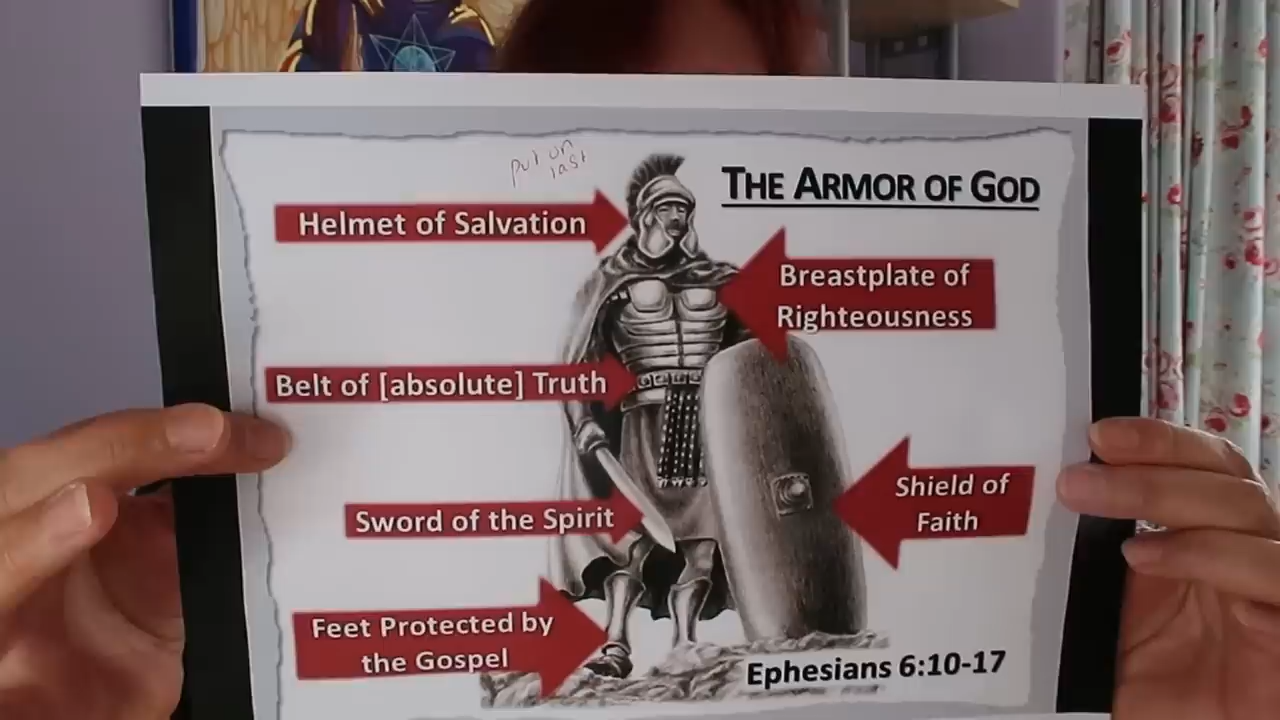 put on
last
THE ARMOR OF GOD
Helmet of Salvation
Breastplate of
Righteousness
Belt of [absolute] Truth
Sword of the Spirit
Shield of
Faith
Feet Protected by
the Gospel
Ephesians 6:10-17